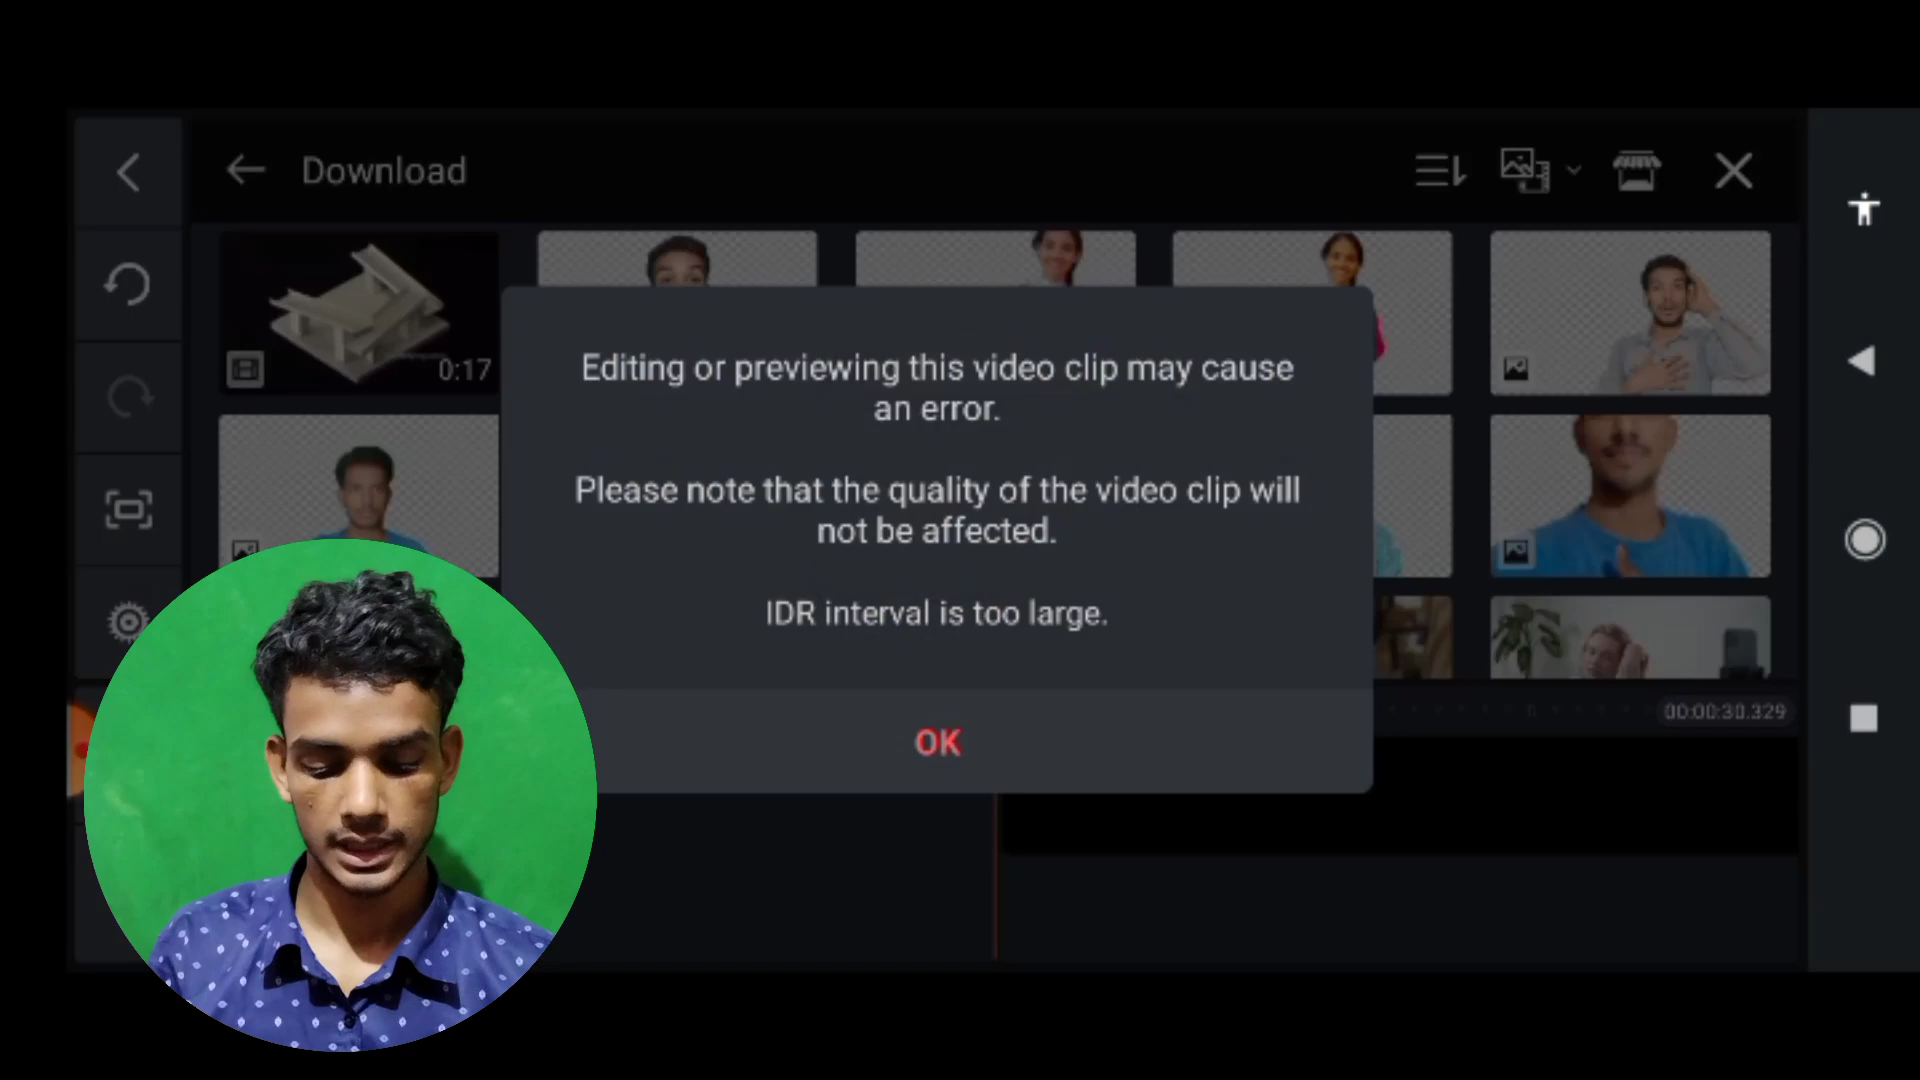 Download
0:17
Editing or previewing this video clip may cause
an error.
Please note that the quality of the video clip will
not be affected.
IDR interval is too large.
00:00:30.329
OK